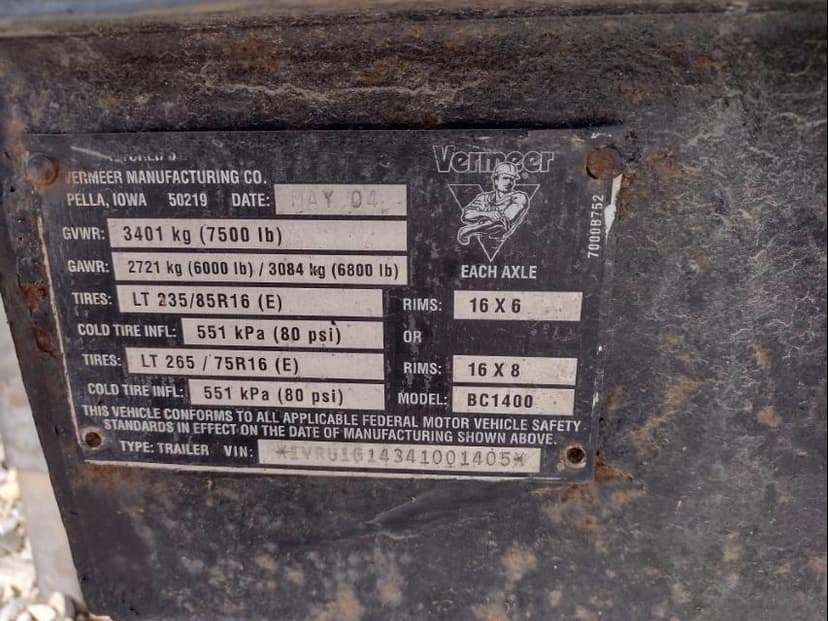 VERMEER MANUFACTURING CO.
PELLA, IOWA 50219 DATE: MAY 04
GVWR: 3401 kg (7500 lb)
GAWR: 2721 kg (6000 lb) / 3084 kg (6800 lb)
Vermeer
EACH AXLE
7000B752
TIRES: LT 235/85R16 (E) RIMS: 16 X 6
COLD TIRE INFL: 551 kPa (80 psi) OR
TIRES: LT 265 / 75R16 (E) RIMS: 16 X 8
COLD TIRE INFL: 551 kPa (80 psi) MODEL: BC1400
THIS VEHICLE CONFORMS TO ALL APPLICABLE FEDERAL MOTOR VEHICLE SAFETY
STANDARDS IN EFFECT ON THE DATE OF MANUFACTURING SHOWN ABOVE.
TYPE: TRAILER VIN: *1VRU1614341001405*